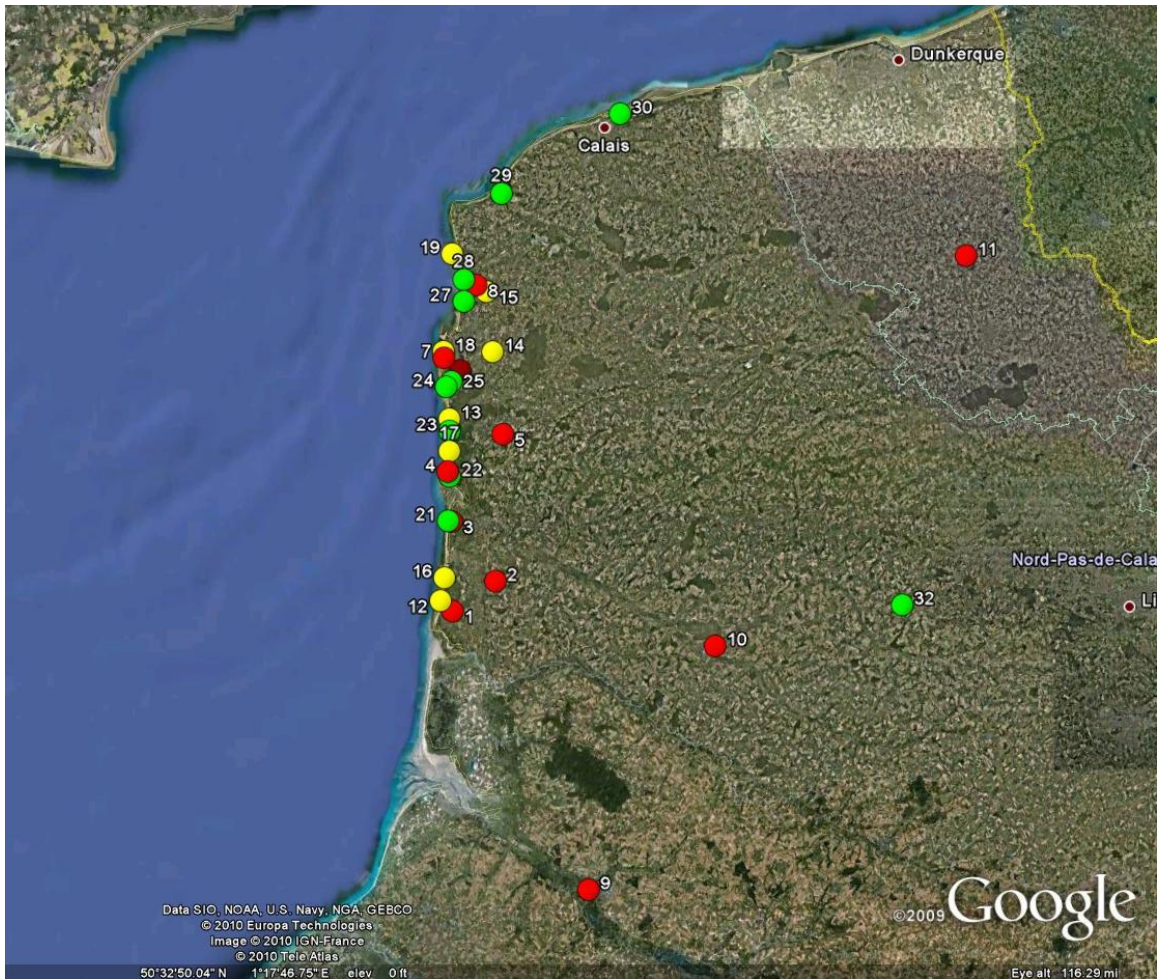 Dunkerque
30
Calais
29
19
11
28
8
15
27
18
14
7
24
25
13
23
17
5
4
22
21
3
16
2
Nord-Pas-de-Cala
12
32
Li
1
10
9
Data SIO, NOAA, U.S. Navy, NGA, GEBCO
© 2010 Europa Technologies
Image © 2010 IGN-France
© 2010 Tele Atlas
©2009 Google
50°32'50.04" N 1°17'46.75" E elev 0 ft Eye alt 116.29 mi